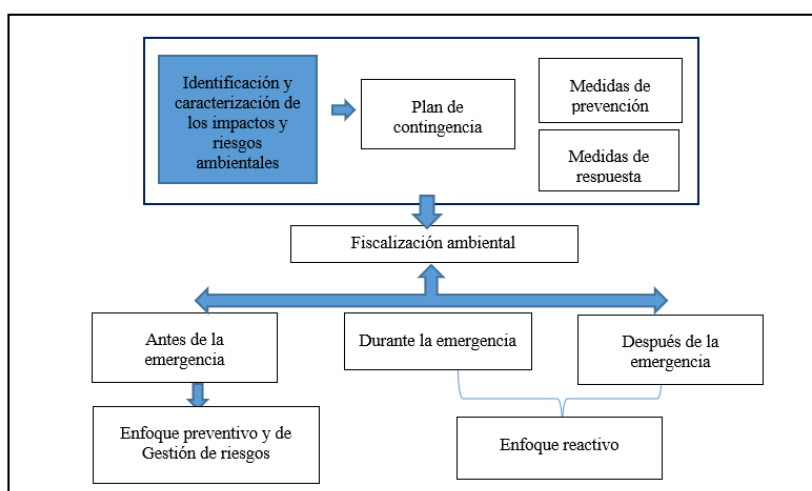 Identificación y
caracterización de
los impactos y
riesgos
ambientales
Plan de
contingencia
Medidas de
prevención
Medidas de
respuesta
Fiscalización ambiental
Antes de la
emergencia
Durante la emergencia
Después de la
emergencia
Enfoque preventivo y de
Gestión de riesgos
Enfoque reactivo